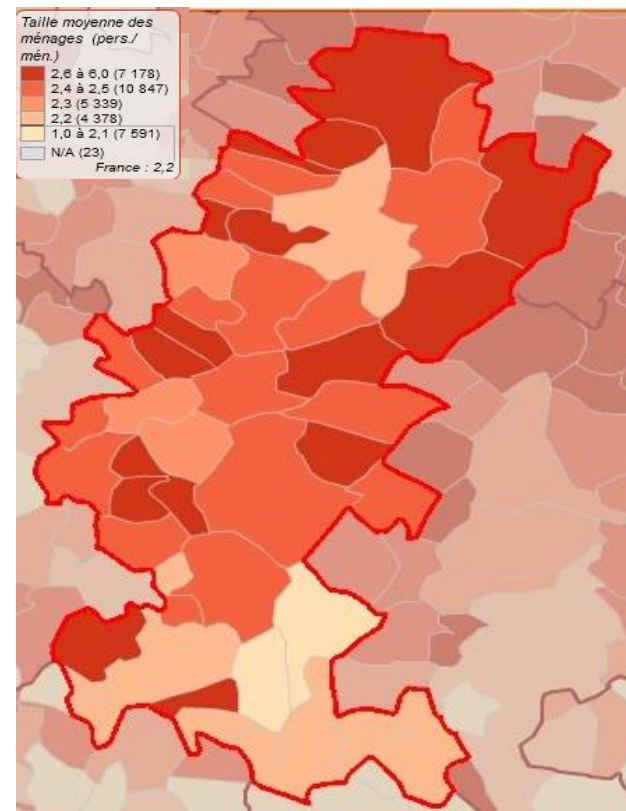 Taille moyenne des
ménages (pers./
mén.)
2,6 à 6,0 (7 178)
2,4 à 2,5 (10 847)
2,3 (5 339)
2,2 (4 378)
1,0 à 2,1 (7 591)
N/A (23)
France : 2,2